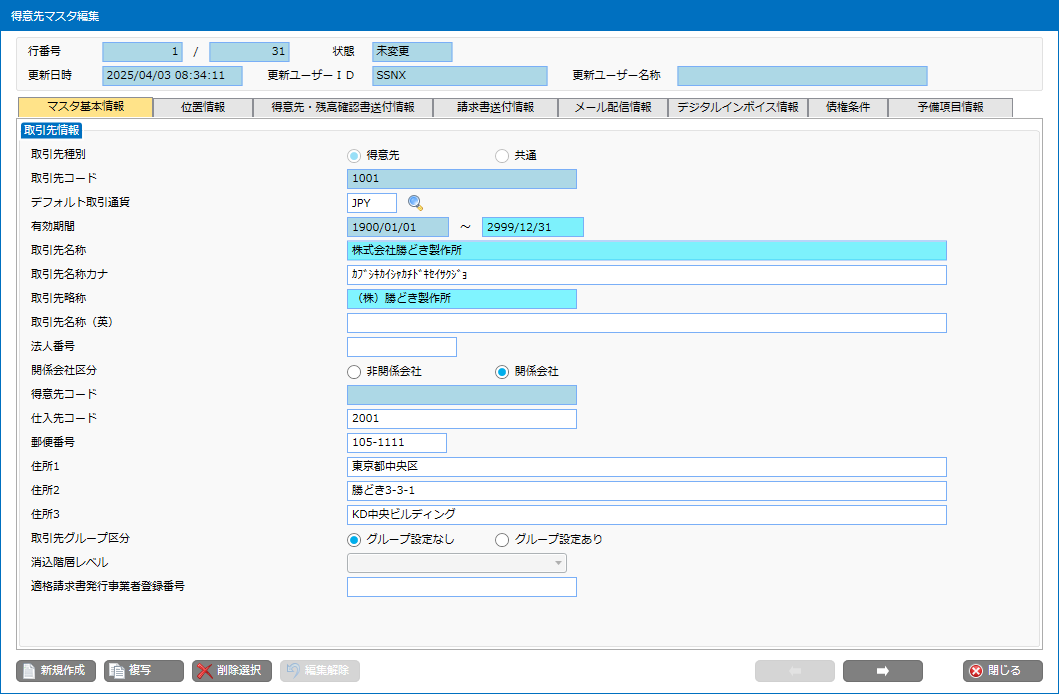 得意先マスタ編集
行番号 1 / 31 状態 未変更
更新日時 2025/04/03 08:34:11 更新ユーザーＩＤ SSNX 更新ユーザー名称
マスタ基本情報 位置情報 得意先・残高確認書送付情報 請求書送付情報 メール配信情報 デジタルインボイス情報 債権条件 予備項目情報
取引先情報
取引先種別 得意先 共通
取引先コード 1001
デフォルト取引通貨 JPY
有効期間 1900/01/01 ～ 2999/12/31
取引先名称 株式会社勝どき製作所
取引先名称カナ ｶﾌﾞｼｷｶｲｼｬｶﾁﾄﾞｷｾｲｻｸｼﾞｮ
取引先略称 （株）勝どき製作所
取引先名称（英）
法人番号
関係会社区分 非関係会社 関係会社
得意先コード
仕入先コード 2001
郵便番号 105-1111
住所1 東京都中央区
住所2 勝どき3-3-1
住所3 KD中央ビルディング
取引先グループ区分 グループ設定なし グループ設定あり
消込階層レベル
適格請求書発行事業者登録番号
新規作成 複写 削除選択 編集解除 閉じる